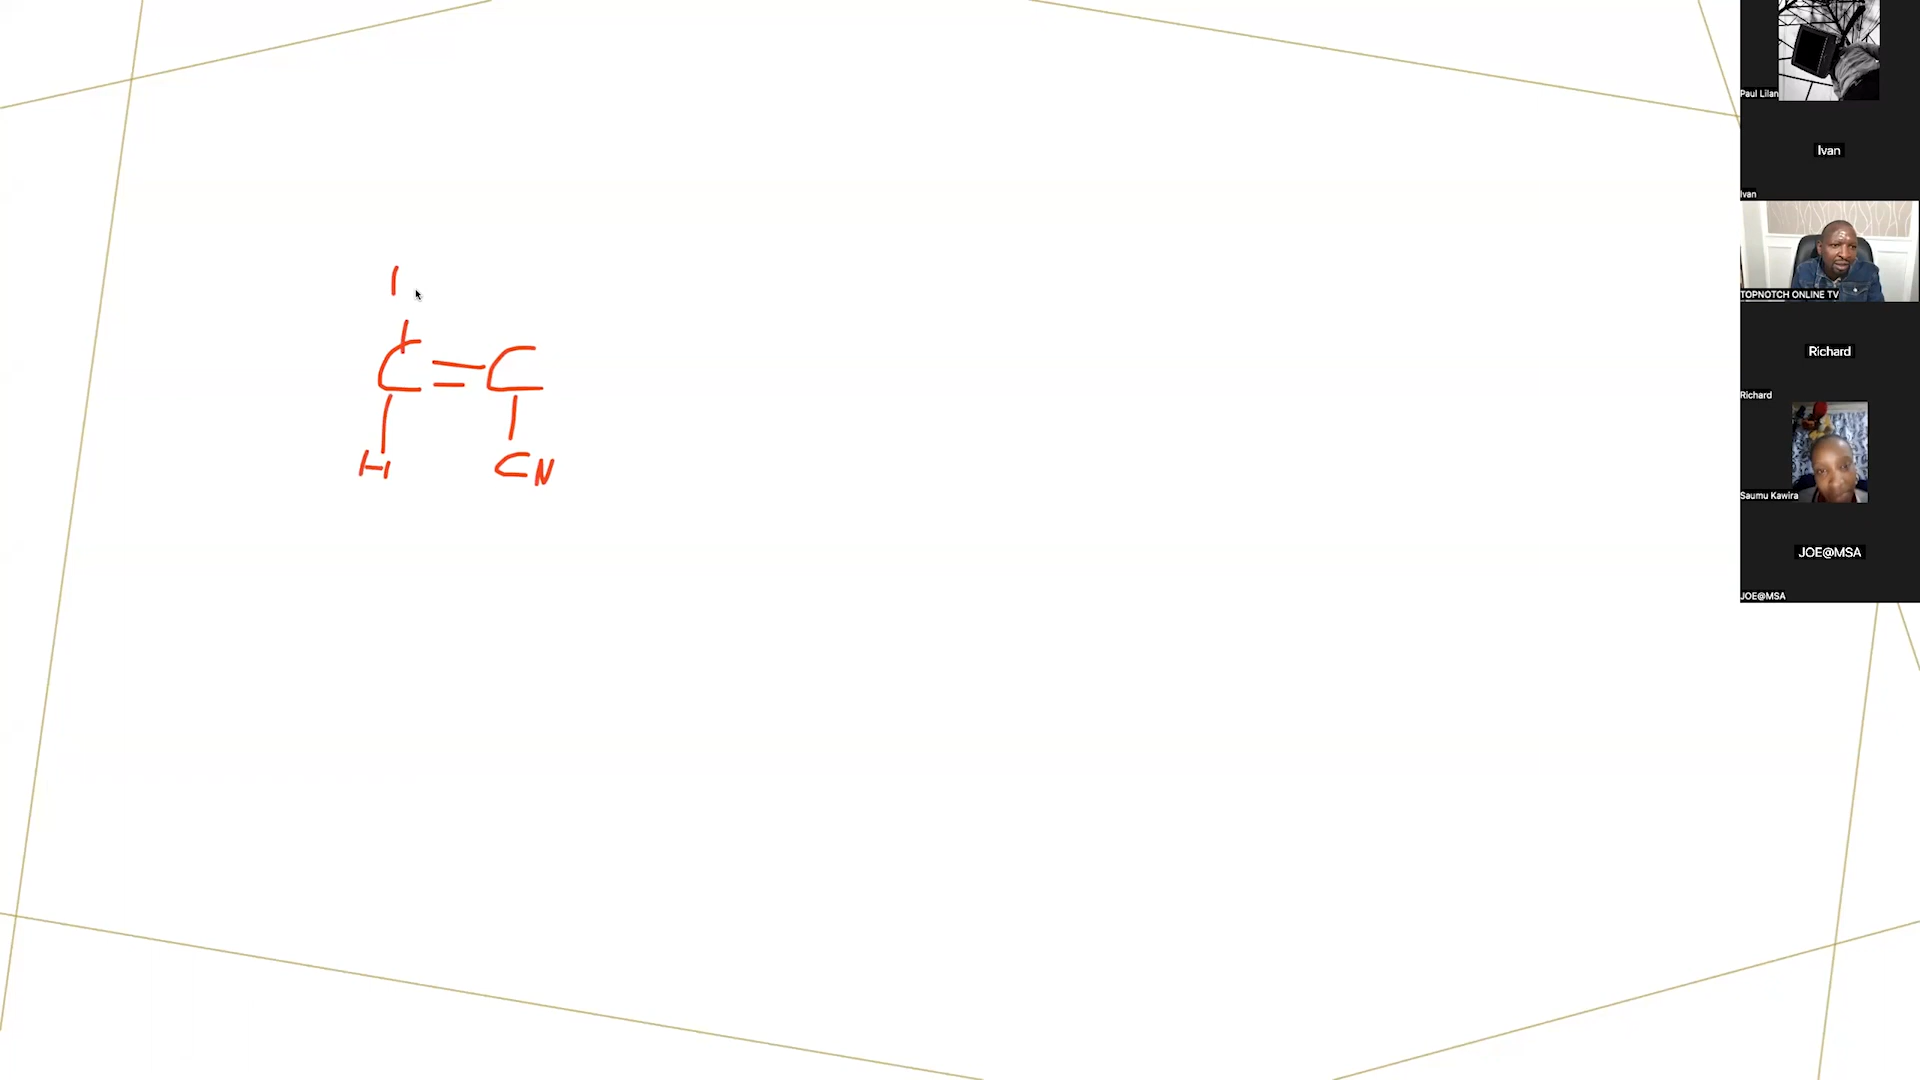 C=C
H CN
Paul Lilan
Ivan
Ivan
TOPNOTCH ONLINE TV
Richard
Richard
Saumu Kawira
JOE@MSA
JOE@MSA